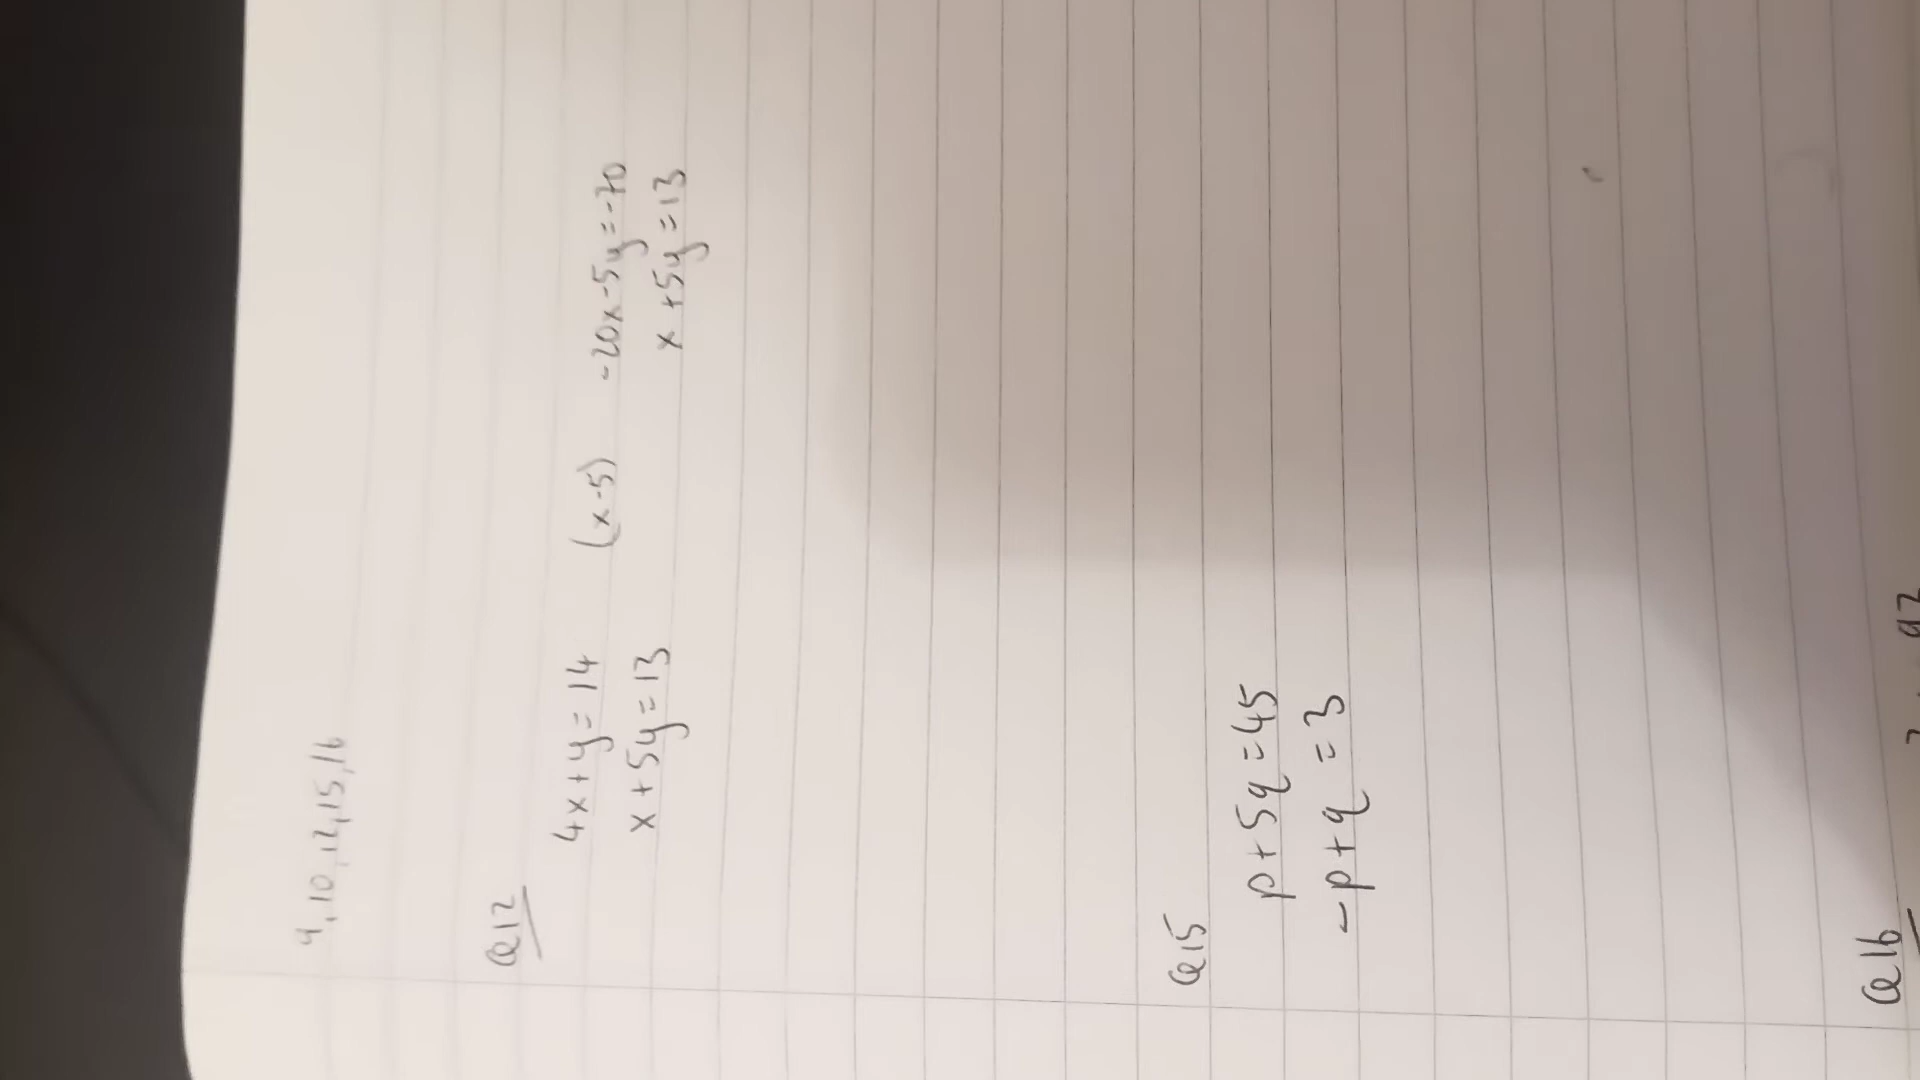 9,10,12,15,16
Q12
4x+y=14 (x-5) -20x-5y=-70
x+5y=13 x+5y=13
Q15
p+5q=45
-p+q=3
Q16